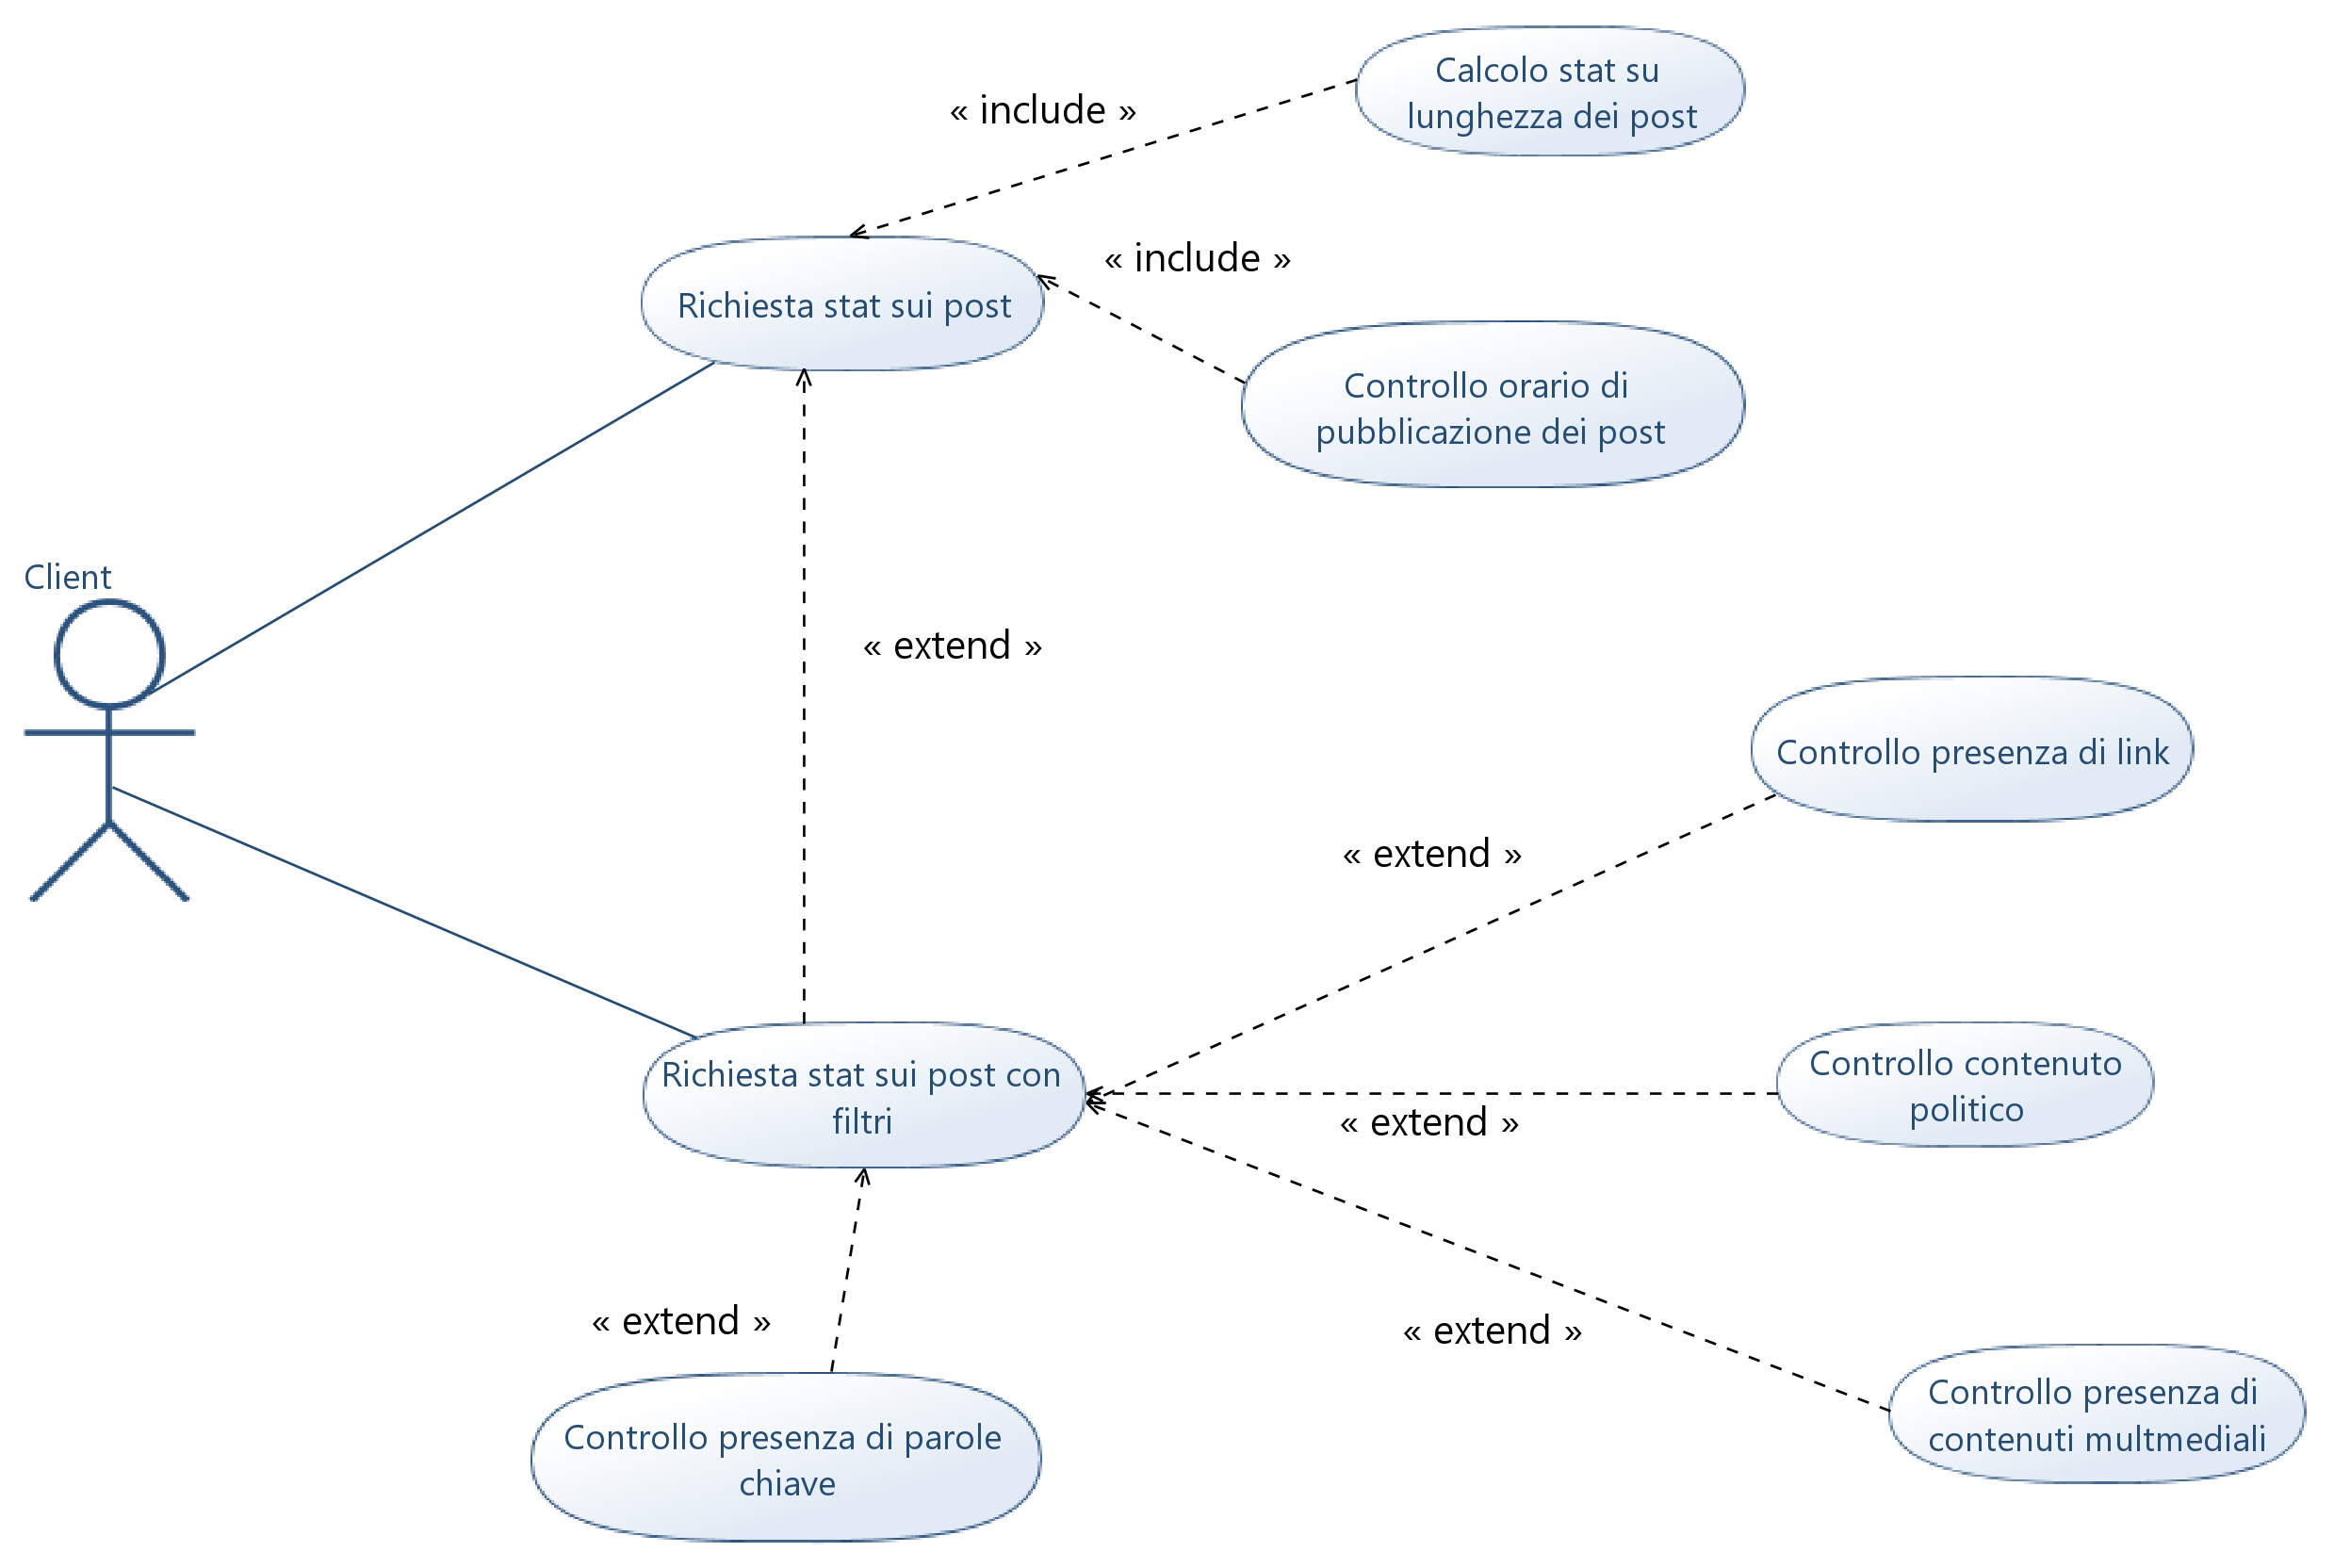 Calcolo stat su
lunghezza dei post
« include »
« include »
Richiesta stat sui post
Controllo orario di
pubblicazione dei post
Client
« extend »
Controllo presenza di link
« extend »
Richiesta stat sui post con
filtri
Controllo contenuto
politico
« extend »
« extend »
« extend »
Controllo presenza di
contenuti multmediali
Controllo presenza di parole
chiave